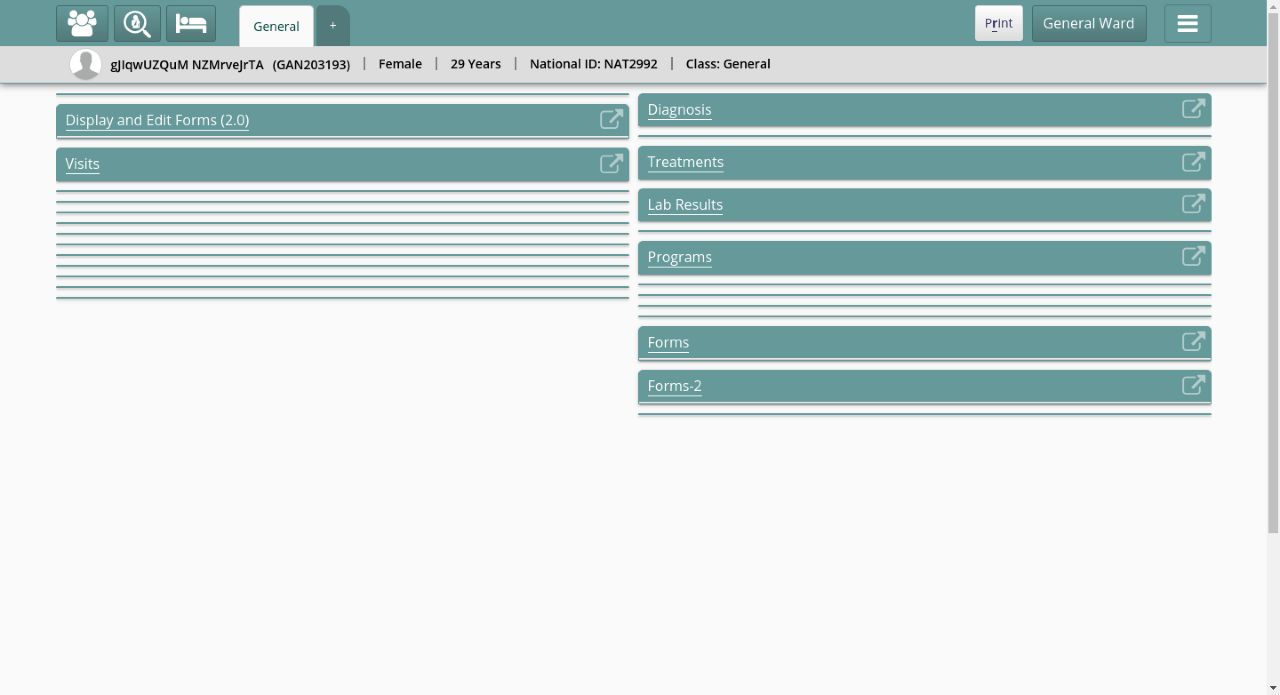 General
+
Print
General Ward
gJIqwUZQuM NZMrveJrTA (GAN203193) | Female | 29 Years | National ID: NAT2992 | Class: General
Display and Edit Forms (2.0)
Visits
Diagnosis
Treatments
Lab Results
Programs
Forms
Forms-2